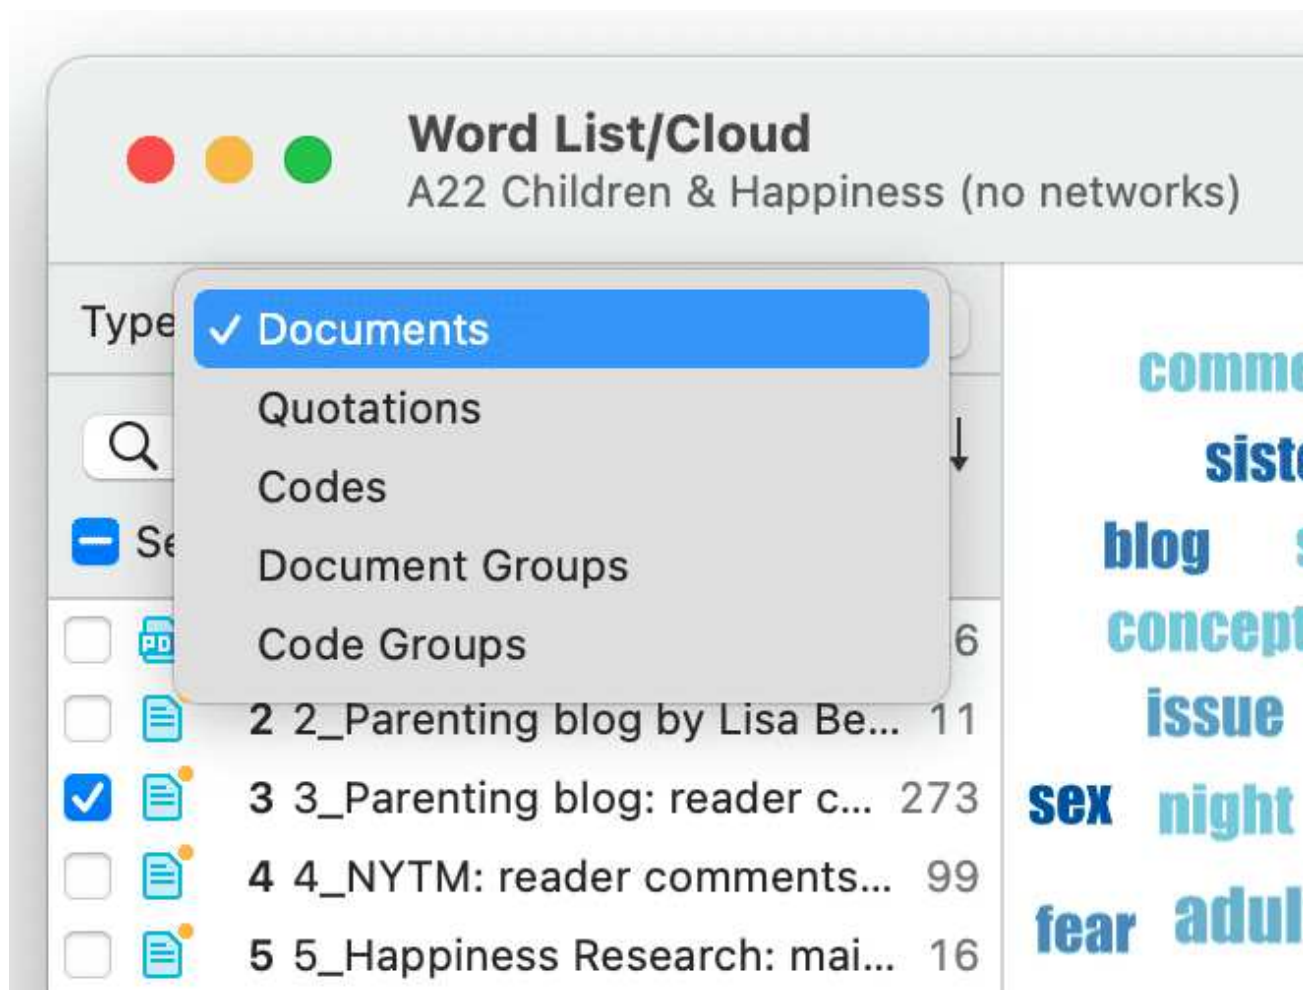 Word List/Cloud
A22 Children & Happiness (no networks)
Type
Documents
Quotations
Codes
Document Groups
Code Groups
6
2 2_Parenting blog by Lisa Be... 11
3 3_Parenting blog: reader c... 273
4 4_NYTM: reader comments... 99
5 5_Happiness Research: mai... 16
blog
issue
sex night
fear